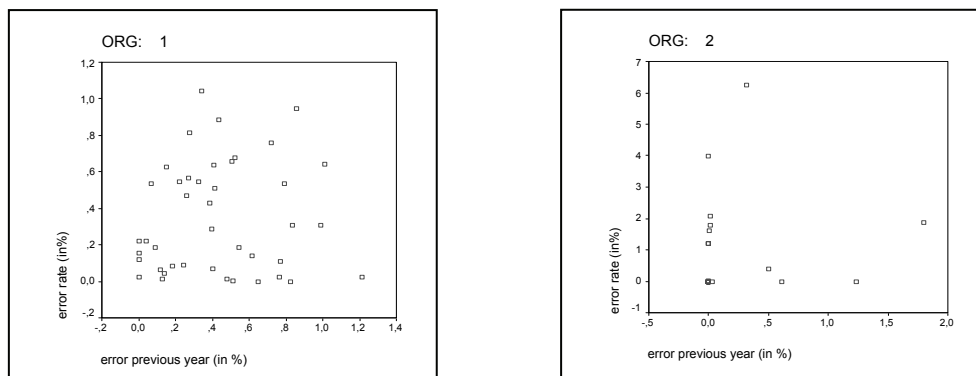 ORG: 1
1,2
1,0
,8
,6
,4
,2
0,0
-,2
error rate (in%)
-,2 0,0 ,2 ,4 ,6 ,8 1,0 1,2 1,4
error previous year (in %)
ORG: 2
7
6
5
4
3
2
1
0
-1
error rate (in%)
-,5 0,0 ,5 1,0 1,5 2,0
error previous year (in %)